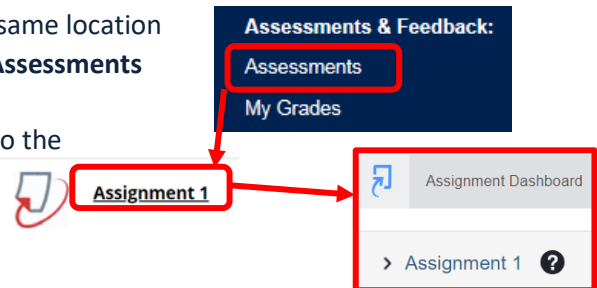 same location
Assessments
o the
Assessments & Feedback:
Assessments
My Grades
Assignment 1
Assignment Dashboard
> Assignment 1 ?